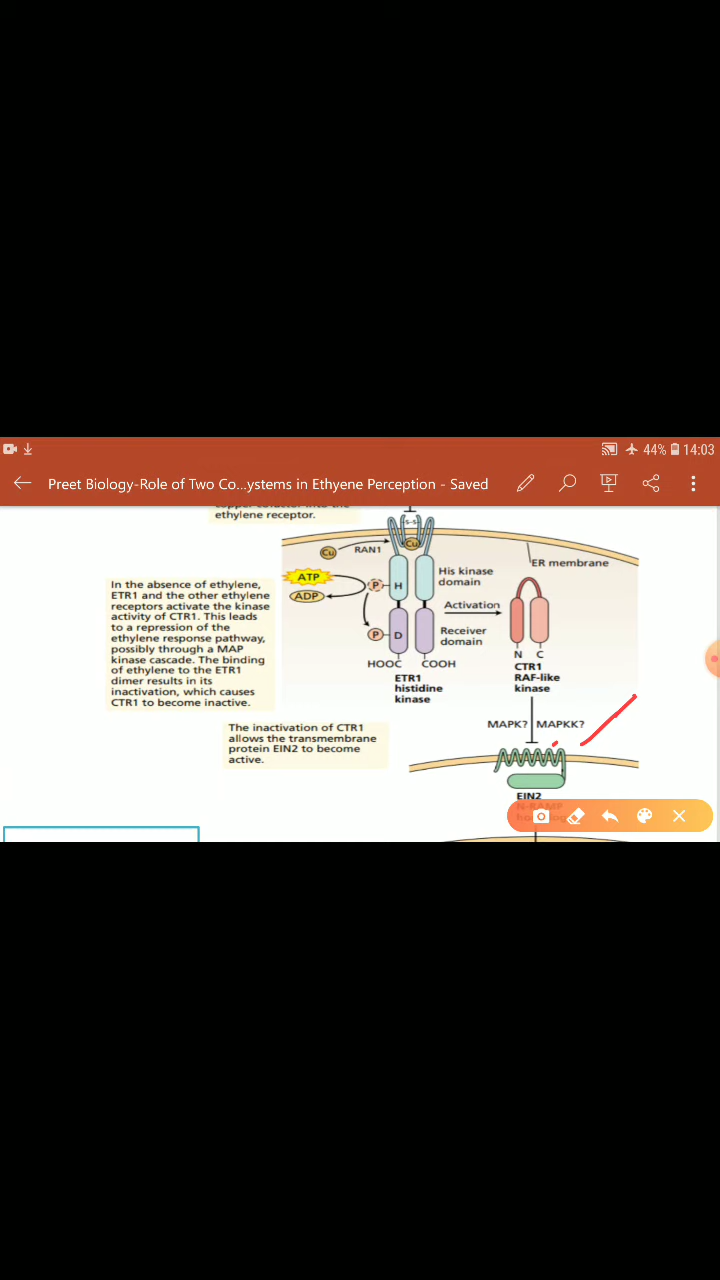 44% 14:03
Preet Biology-Role of Two Co...ystems in Ethyene Perception - Saved
copper cofactor into the
ethylene receptor.
S-S
Cu
Cu
RAN1
ER membrane
ATP
ADP
P
H
His kinase
domain
Activation
P
D
Receiver
domain
HOOC
COOH
ETR1
histidine
kinase
N C
CTR1
RAF-like
kinase
In the absence of ethylene,
ETR1 and the other ethylene
receptors activate the kinase
activity of CTR1. This leads
to a repression of the
ethylene response pathway,
possibly through a MAP
kinase cascade. The binding
of ethylene to the ETR1
dimer results in its
inactivation, which causes
CTR1 to become inactive.
The inactivation of CTR1
allows the transmembrane
protein EIN2 to become
active.
MAPK? MAPKK?
EIN2